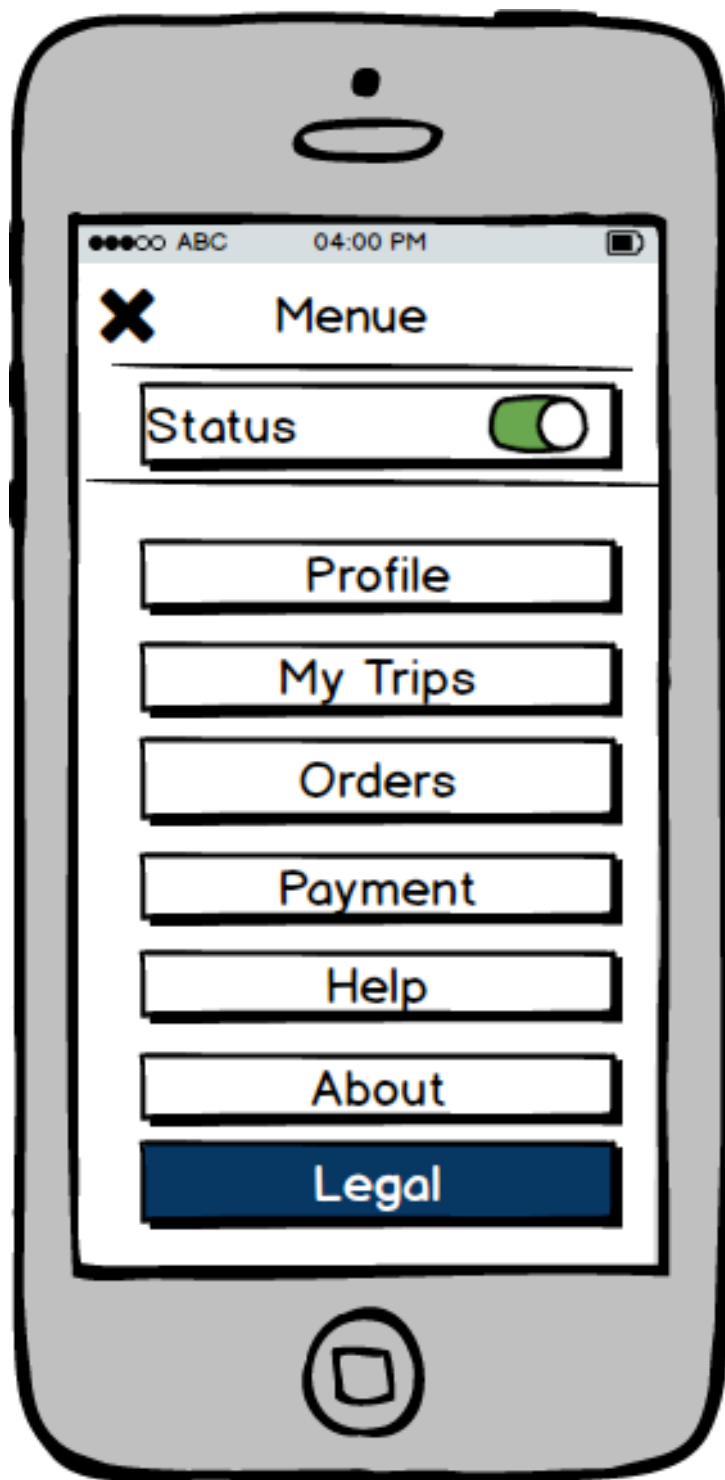 ABC 04:00 PM
Menue
Status
Profile
My Trips
Orders
Payment
Help
About
Legal